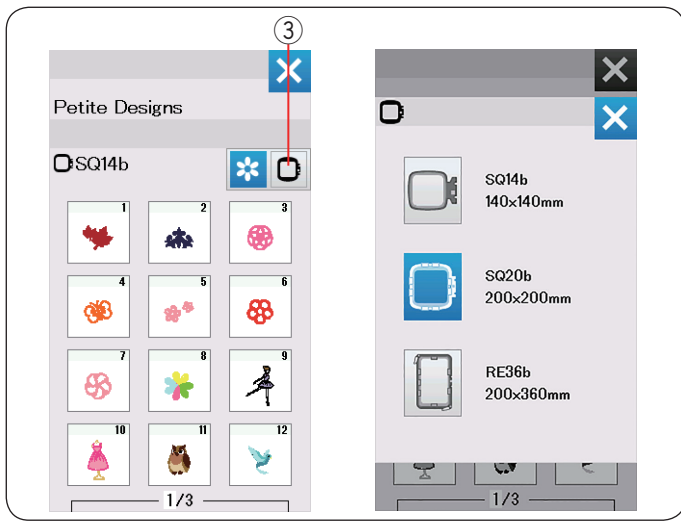 3
Petite Designs
SQ14b
1 2 3
4 5 6
7 8 9
10 11 12
1/3
SQ14b
140x140mm
SQ20b
200x200mm
RE36b
200x360mm
1/3